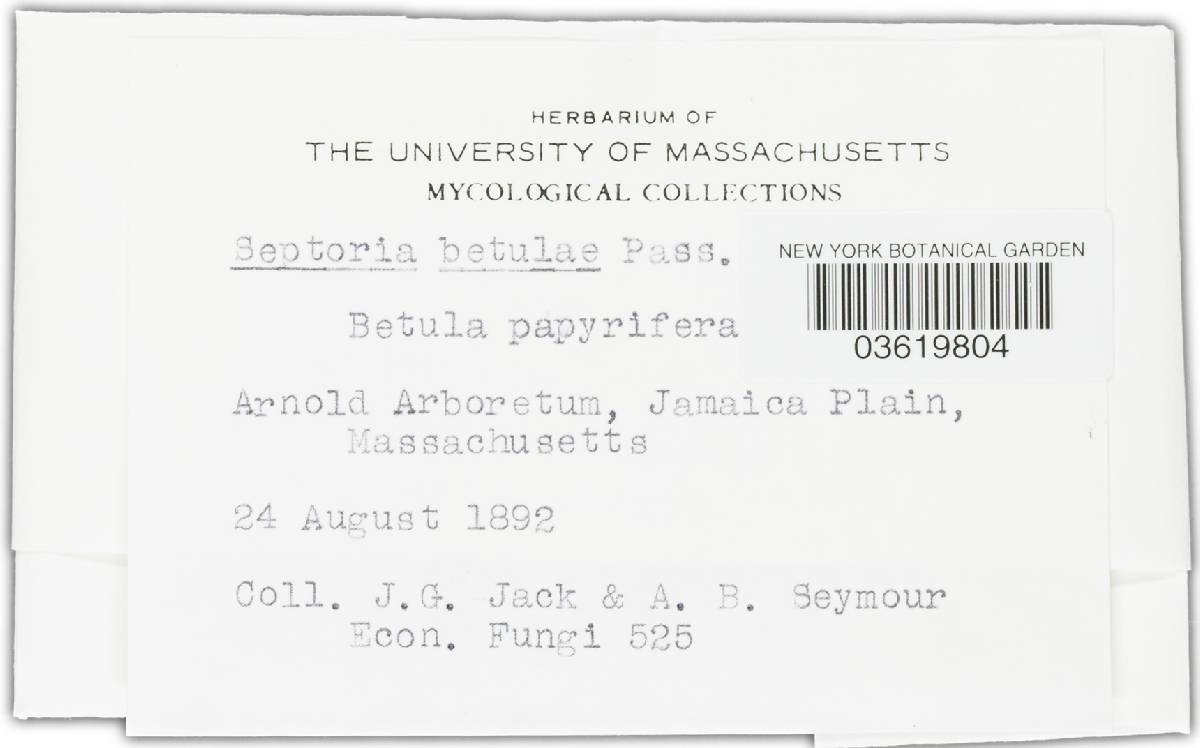 HERBARIUM OF
THE UNIVERSITY OF MASSACHUSETTS
MYCOLOGICAL COLLECTIONS
Septoria betulae Pass.
NEW YORK BOTANICAL GARDEN
03619804
Betula papyrifera
Arnold Arboretum, Jamaica Plain,
Massachusetts
24 August 1892
Coll. J.G. Jack & A. B. Seymour
Econ. Fungi 525